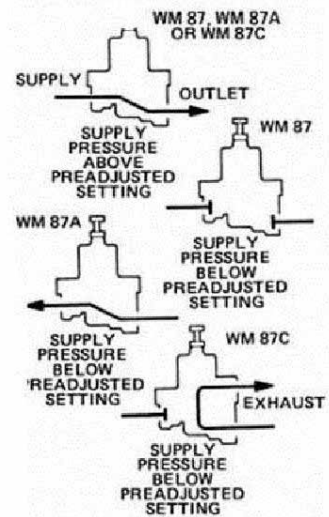 WM 87, WM 87A
OR WM 87C
SUPPLY
OUTLET
SUPPLY
PRESSURE
ABOVE
PREADJUSTED
SETTING
WM 87
SUPPLY
PRESSURE
BELOW
PREADJUSTED
SETTING
WM 87A
SUPPLY
PRESSURE
BELOW
'READJUSTED
SETTING
WM 87C
EXHAUST
SUPPLY
PRESSURE
BELOW
PREADJUSTED
SETTING